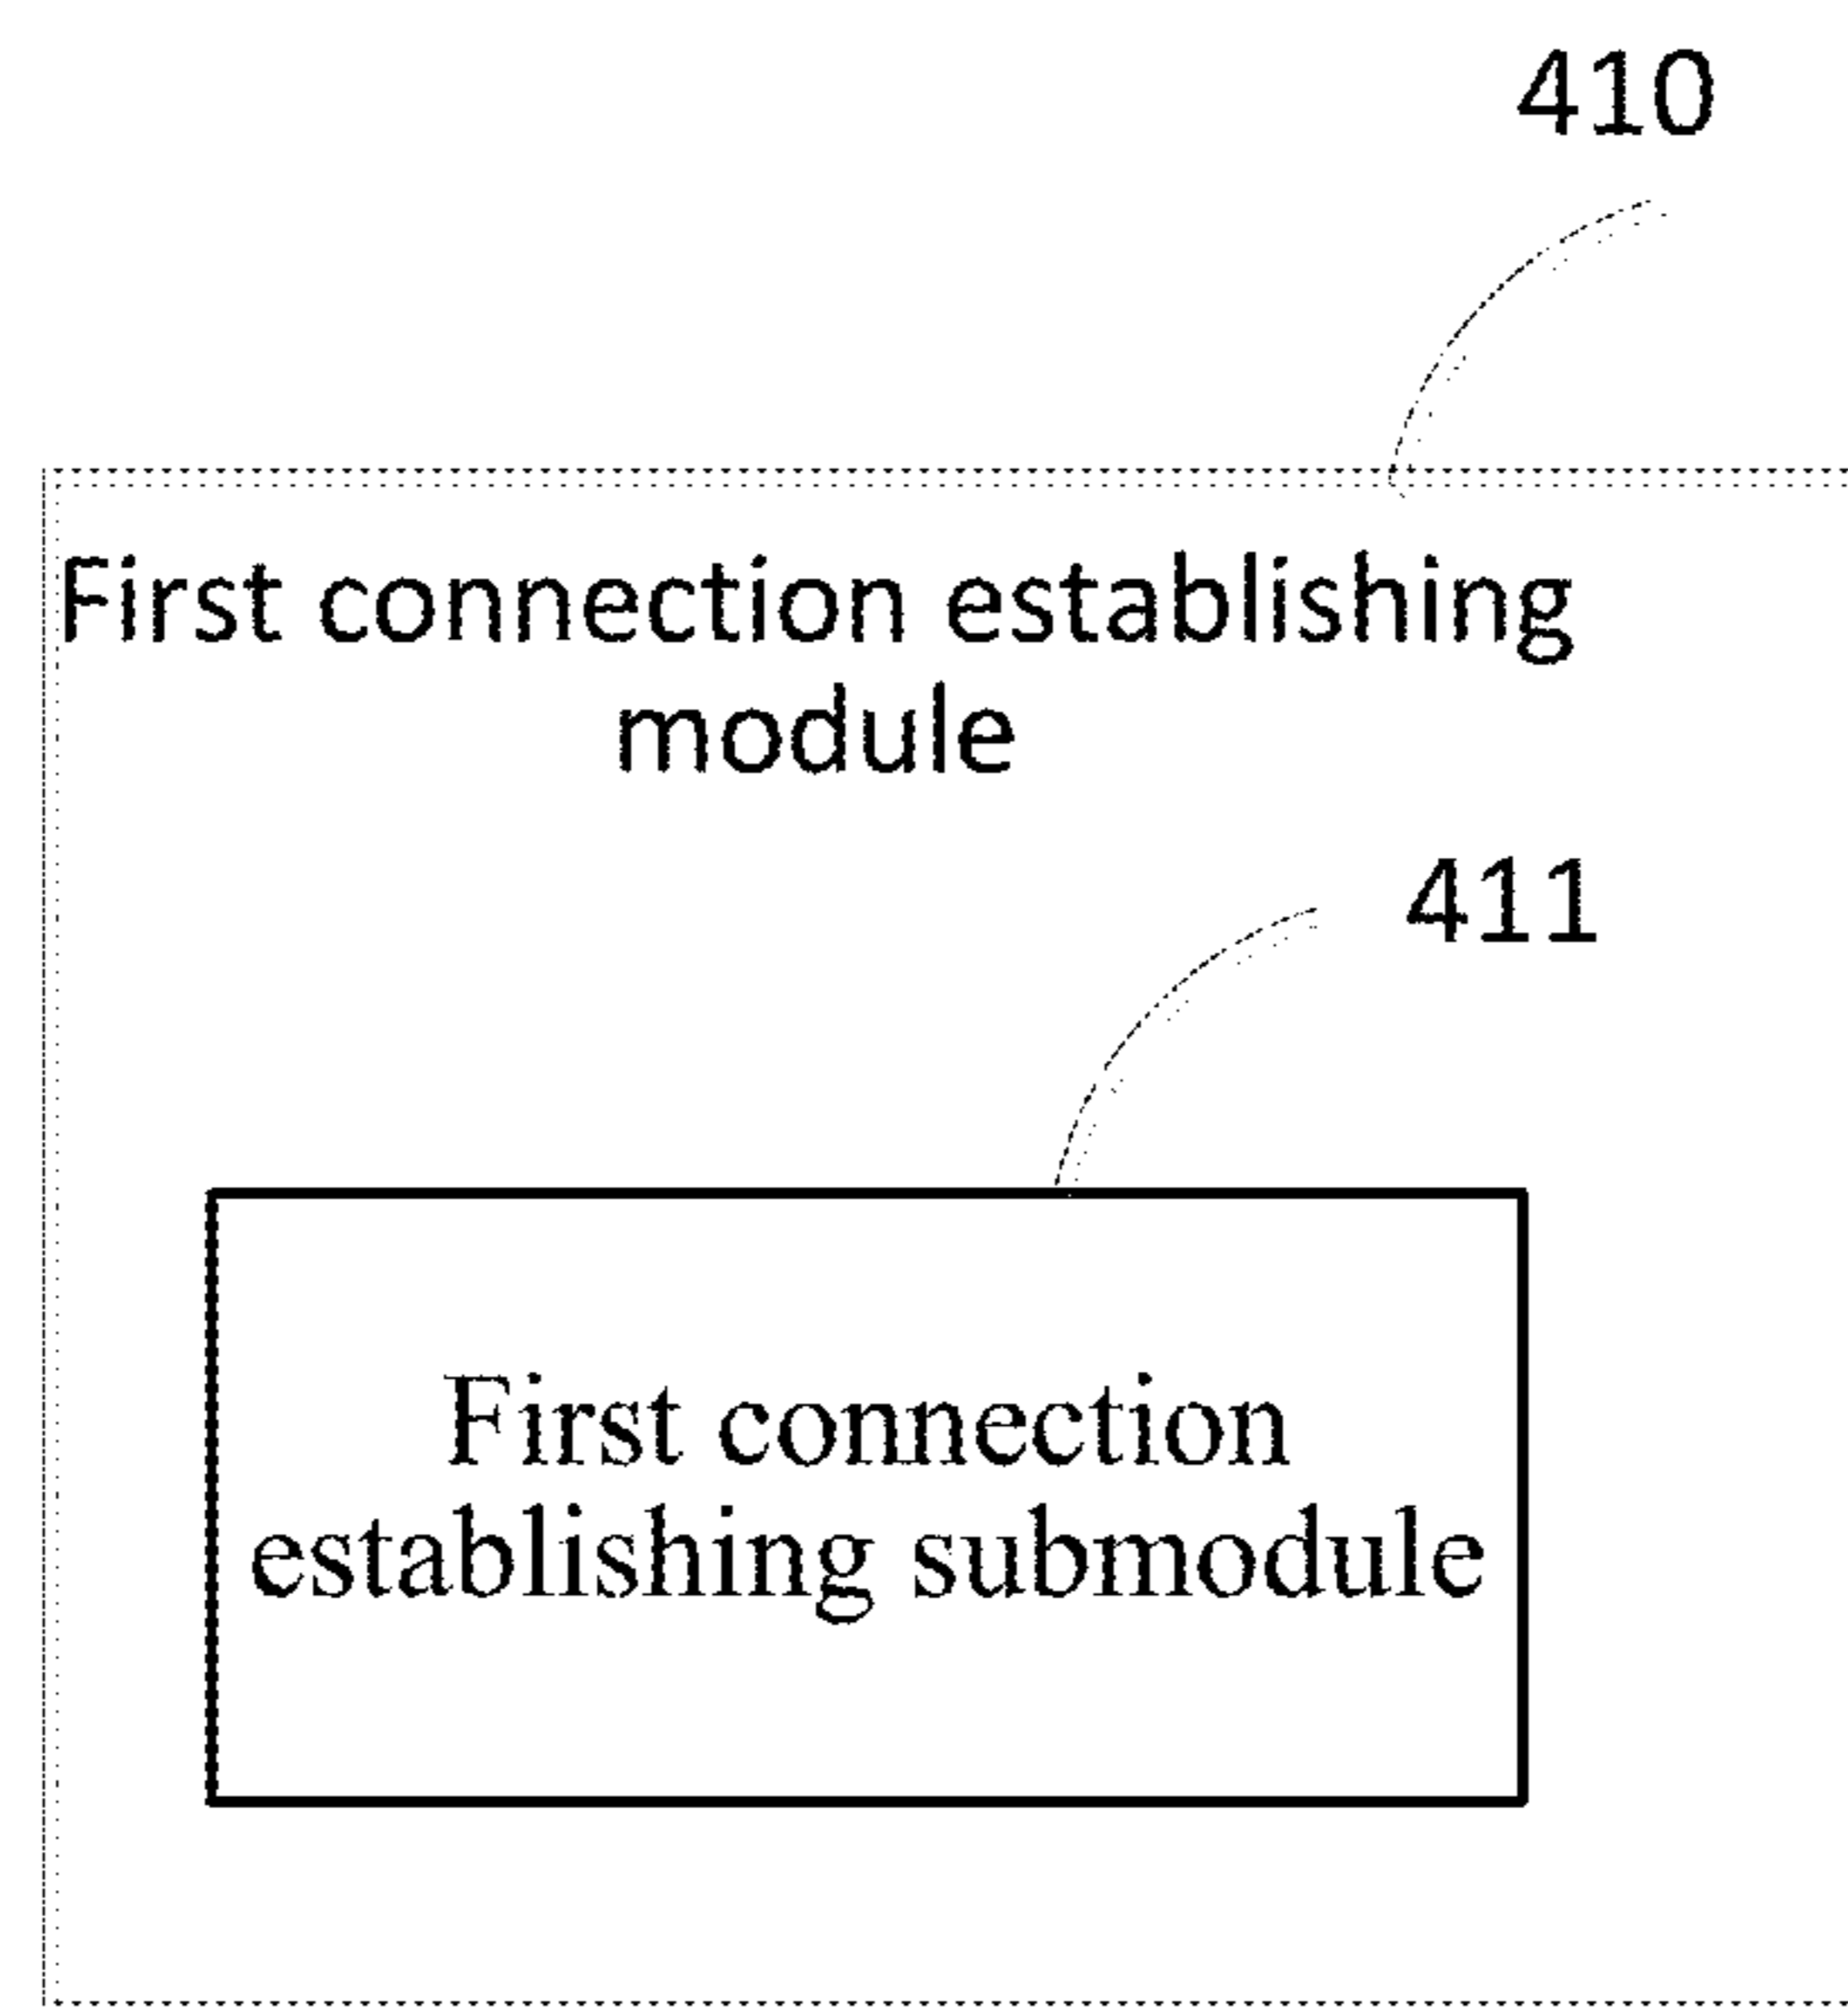 410
First connection establishing
module
411
First connection
establishing submodule